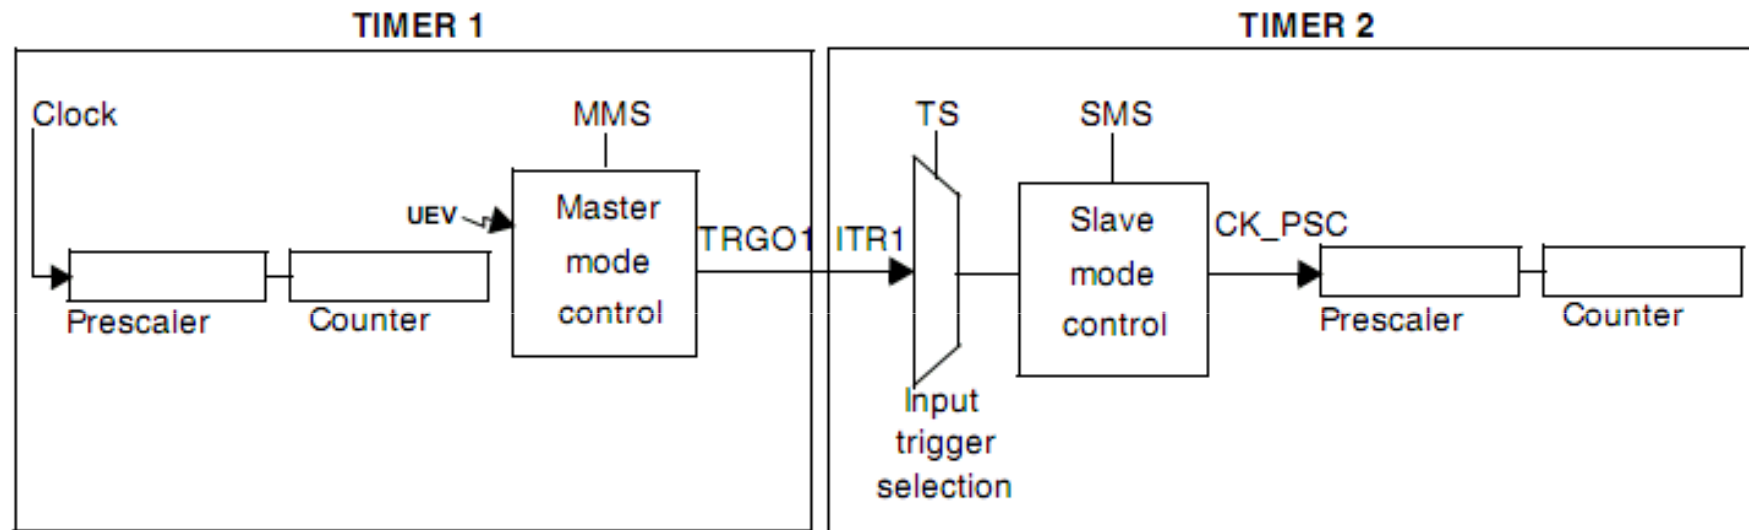 TIMER 1
TIMER 2
Clock
MMS
TS
SMS
UEV
Master
mode
control
TRGO1
ITR1
Slave
mode
control
CK_PSC
Prescaler
Counter
Prescaler
Counter
Input
trigger
selection